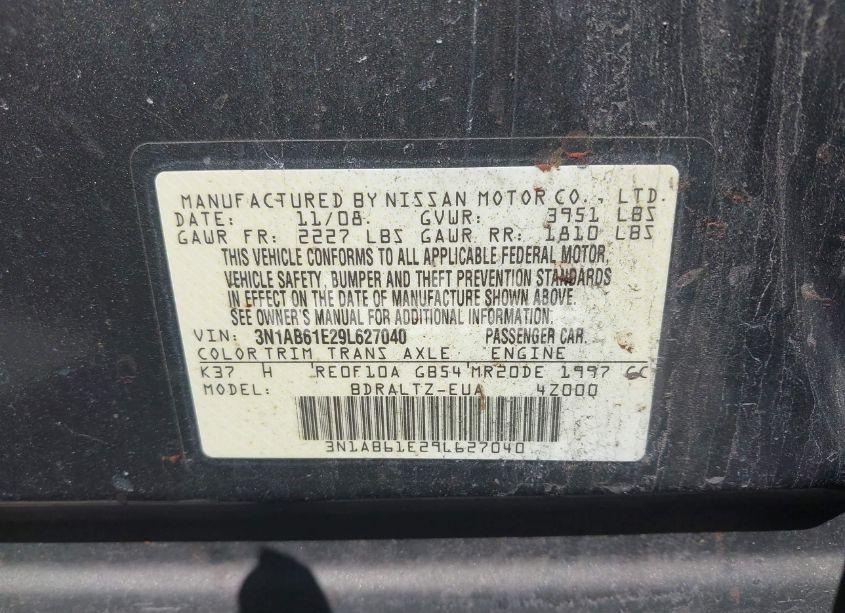 MANUFACTURED BY NISSAN MOTOR CO., LTD.
DATE: 11/08. GVWR: 3951 LBS
GAWR FR: 2227 LBS GAWR RR: 1810 LBS
THIS VEHICLE CONFORMS TO ALL APPLICABLE FEDERAL MOTOR,
VEHICLE SAFETY, BUMPER AND THEFT PREVENTION STANDARDS
IN EFFECT ON THE DATE OF MANUFACTURE SHOWN ABOVE.
SEE OWNER'S MANUAL FOR ADDITIONAL INFORMATION.
VIN: 3N1AB61E29L627040 PASSENGER CAR.
COLOR TRIM TRANS AXLE ENGINE
K37 H RE0F10A GB54 MR20DE 1997 CC
MODEL: BDRALTZ-EUA 4Z000
3N1AB61E29L627040